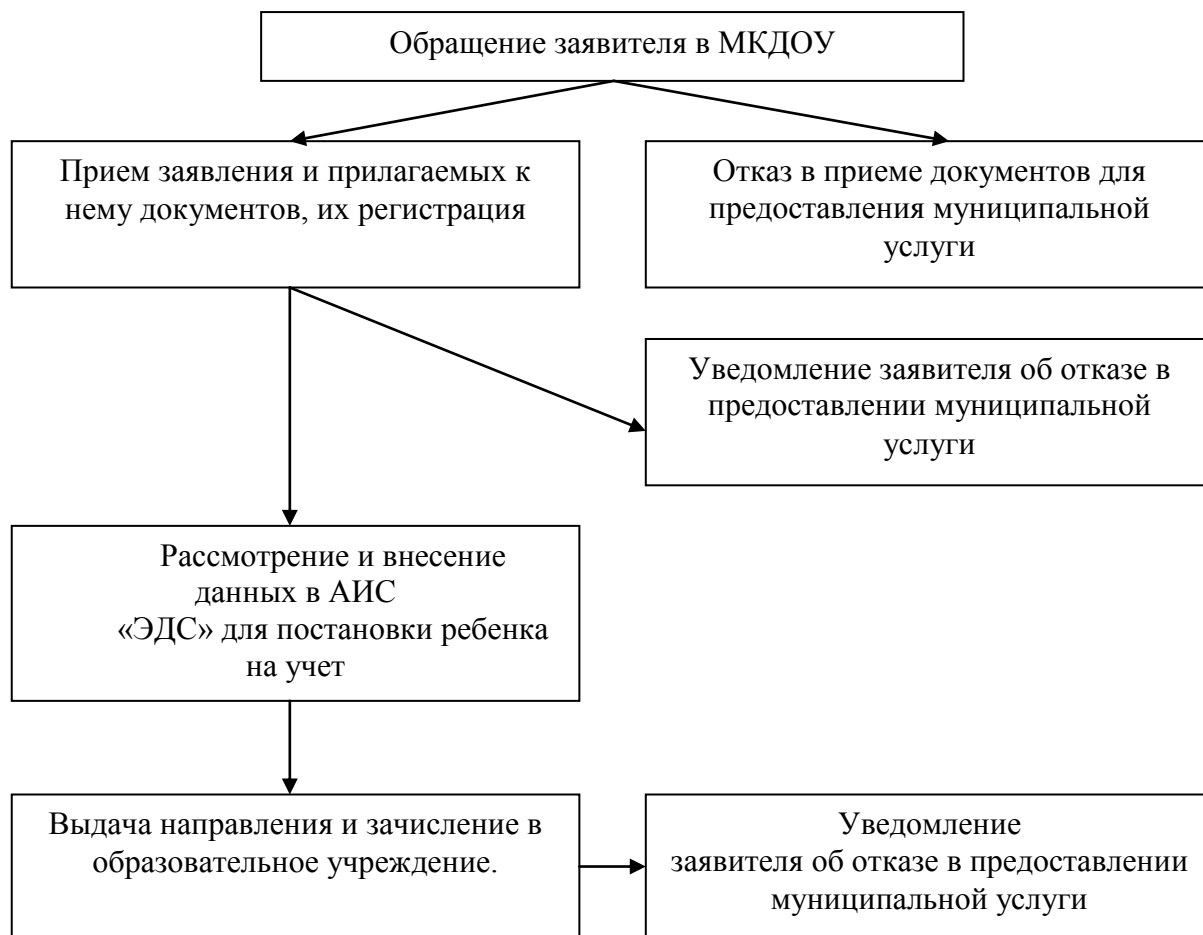 Обращение заявителя в МКДОУ
Прием заявления и прилагаемых к
нему документов, их регистрация
Отказ в приеме документов для
предоставления муниципальной
услуги
Уведомление заявителя об отказе в
предоставлении муниципальной
услуги
Рассмотрение и внесение
данных в АИС
«ЭДС» для постановки ребенка
на учет
Выдача направления и зачисление в
образовательное учреждение.
Уведомление
заявителя об отказе в предоставлении
муниципальной услуги